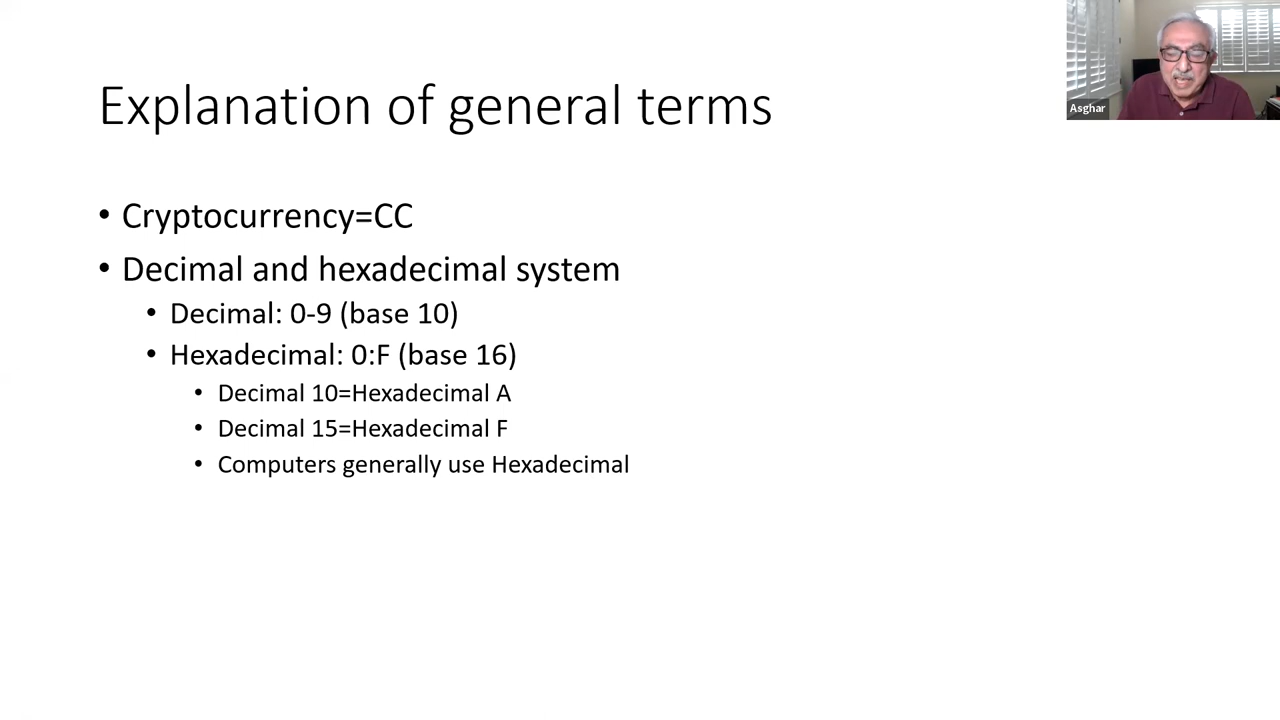 Explanation of general terms
Asghar
• Cryptocurrency=CC
• Decimal and hexadecimal system
• Decimal: 0-9 (base 10)
• Hexadecimal: 0:F (base 16)
• Decimal 10=Hexadecimal A
• Decimal 15=Hexadecimal F
• Computers generally use Hexadecimal